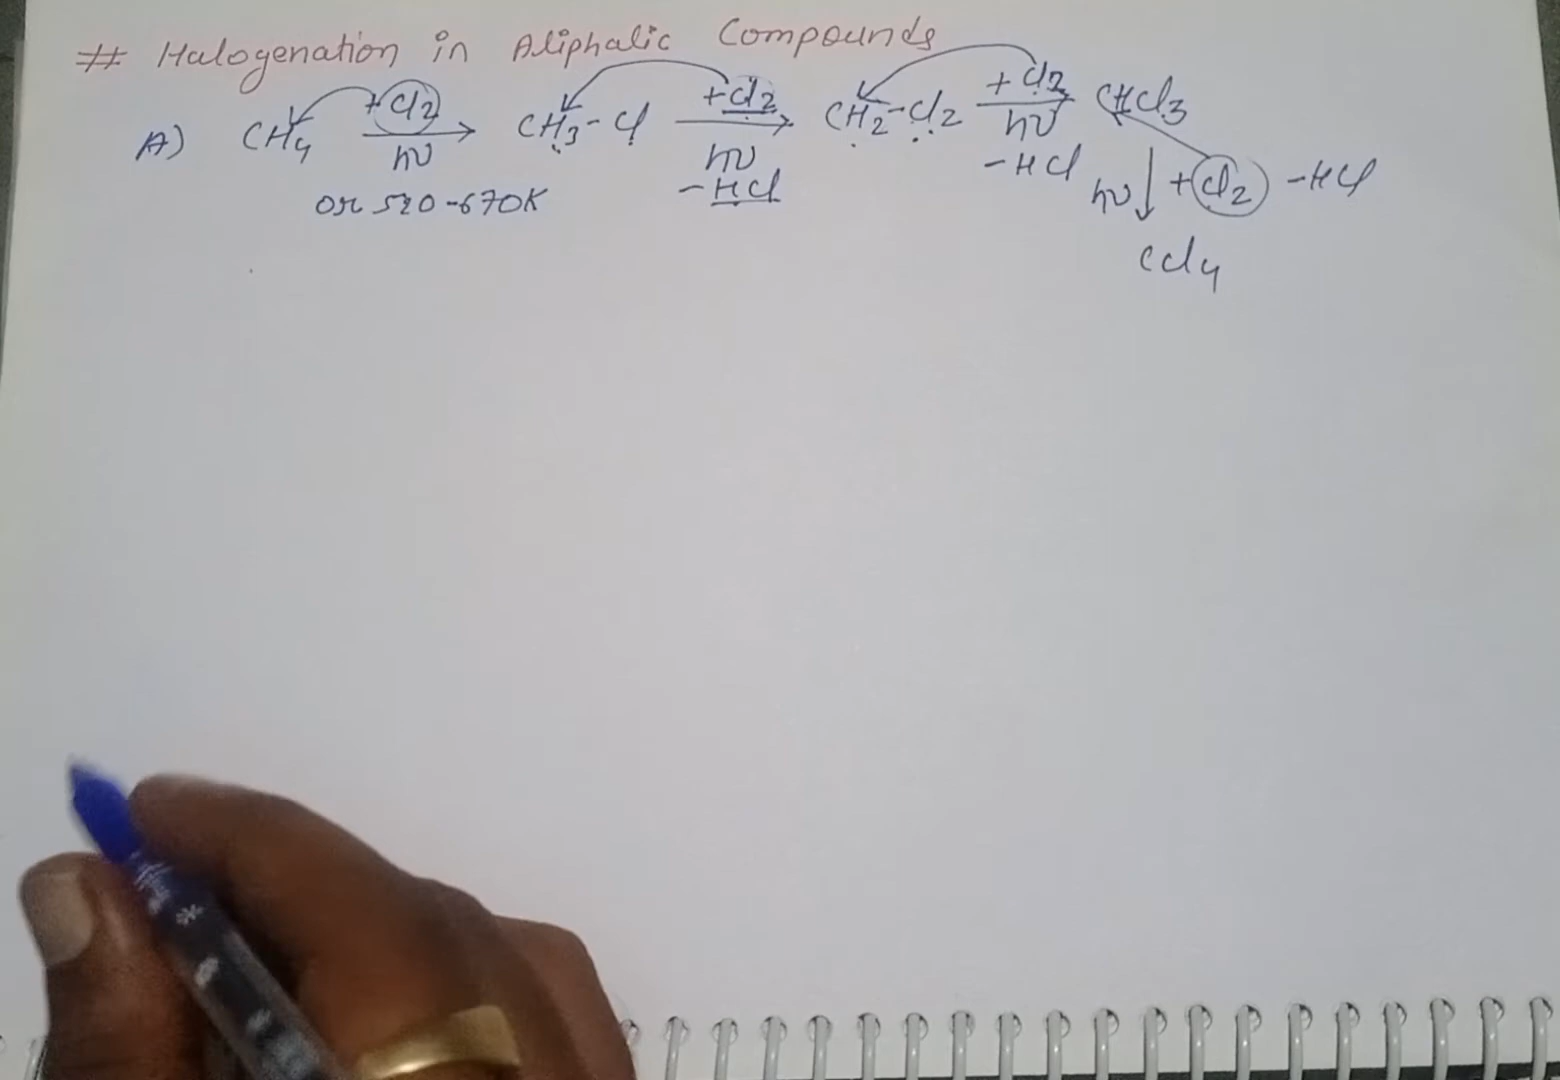 # Halogenation in Aliphalic Compounds
A) CH4 +Cl2 → CH3-Cl +Cl2 → CH2-Cl2 +Cl2 → CHCl3
hν hν hν
or 520-670K -HCl -HCl hν ↓ +Cl2 -HCl
CCl4